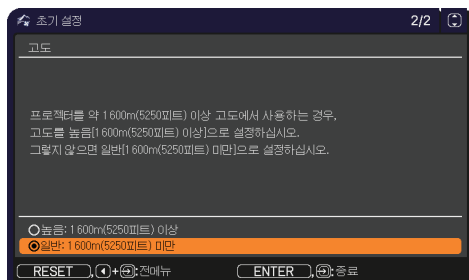 초기 설정 2/2
고도
프로젝터를 약 1600m(5250피트) 이상 고도에서 사용하는 경우,
고도를 높음[1600m(5250피트) 이상]으로 설정하십시오.
그렇지 않으면 일반[1600m(5250피트) 미만]으로 설정하십시오.
높음: 1600m(5250피트) 이상
일반: 1600m(5250피트) 미만
RESET ,+:전메뉴 ENTER ,:종료